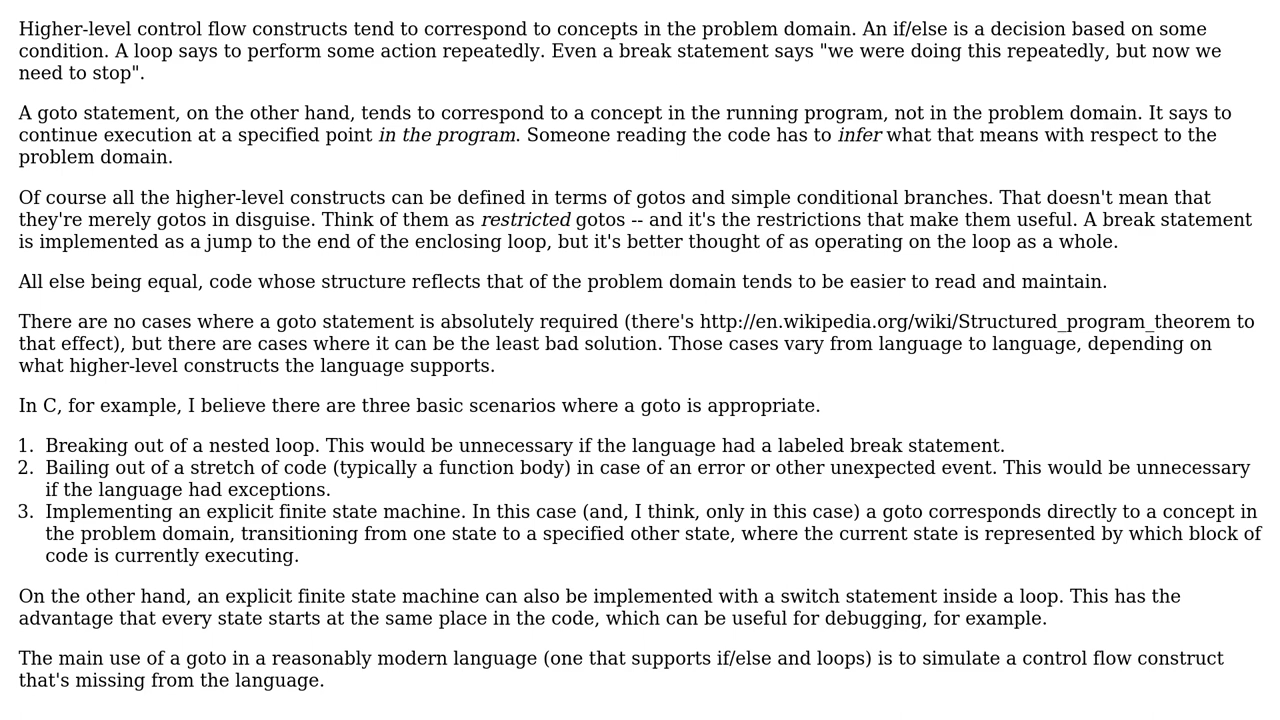 Higher-level control flow constructs tend to correspond to concepts in the problem domain. An if/else is a decision based on some
condition. A loop says to perform some action repeatedly. Even a break statement says "we were doing this repeatedly, but now we
need to stop".
A goto statement, on the other hand, tends to correspond to a concept in the running program, not in the problem domain. It says to
continue execution at a specified point in the program. Someone reading the code has to infer what that means with respect to the
problem domain.
Of course all the higher-level constructs can be defined in terms of gotos and simple conditional branches. That doesn't mean that
they're merely gotos in disguise. Think of them as restricted gotos -- and it's the restrictions that make them useful. A break statement
is implemented as a jump to the end of the enclosing loop, but it's better thought of as operating on the loop as a whole.
All else being equal, code whose structure reflects that of the problem domain tends to be easier to read and maintain.
There are no cases where a goto statement is absolutely required (there's http://en.wikipedia.org/wiki/Structured_program_theorem to
that effect), but there are cases where it can be the least bad solution. Those cases vary from language to language, depending on
what higher-level constructs the language supports.
In C, for example, I believe there are three basic scenarios where a goto is appropriate.
1. Breaking out of a nested loop. This would be unnecessary if the language had a labeled break statement.
2. Bailing out of a stretch of code (typically a function body) in case of an error or other unexpected event. This would be unnecessary
if the language had exceptions.
3. Implementing an explicit finite state machine. In this case (and, I think, only in this case) a goto corresponds directly to a concept in
the problem domain, transitioning from one state to a specified other state, where the current state is represented by which block of
code is currently executing.
On the other hand, an explicit finite state machine can also be implemented with a switch statement inside a loop. This has the
advantage that every state starts at the same place in the code, which can be useful for debugging, for example.
The main use of a goto in a reasonably modern language (one that supports if/else and loops) is to simulate a control flow construct
that's missing from the language.